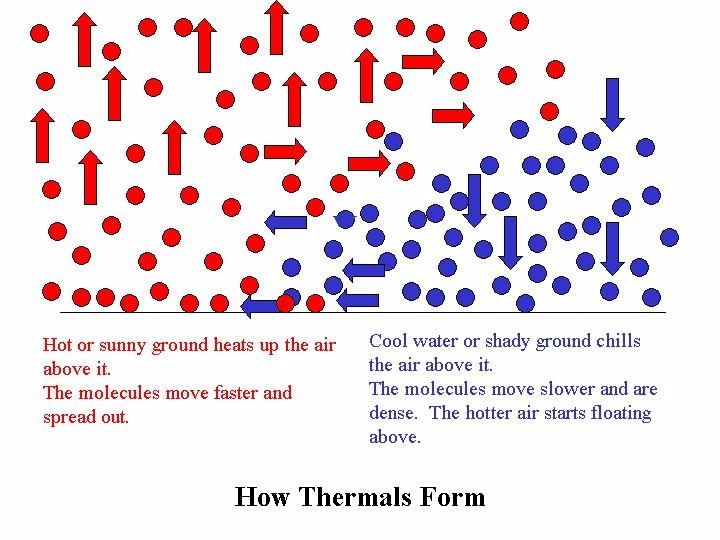 Hot or sunny ground heats up the air
above it.
The molecules move faster and
spread out.
Cool water or shady ground chills
the air above it.
The molecules move slower and are
dense.  The hotter air starts floating
above.
How Thermals Form